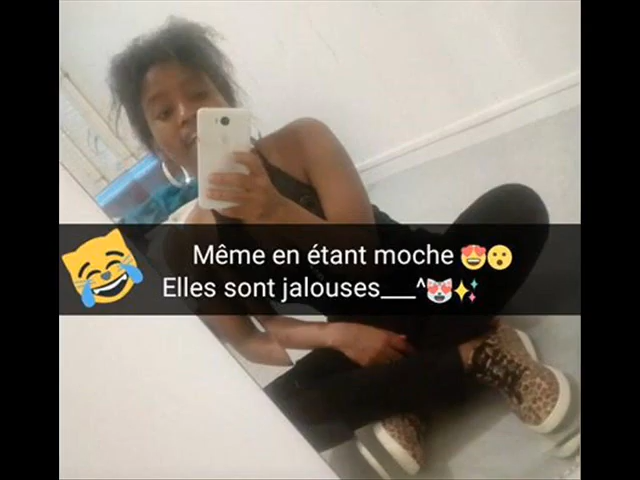 Même en étant moche 😍😮
Elles sont jalouses___^😻✨